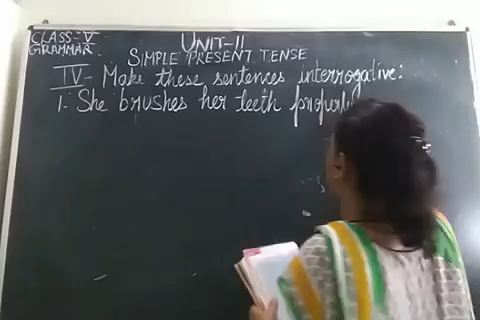 CLASS-V
GRAMMAR
UNIT-II
SIMPLE PRESENT TENSE
IV- Make these sentences interrogative:
1- She brushes her teeth